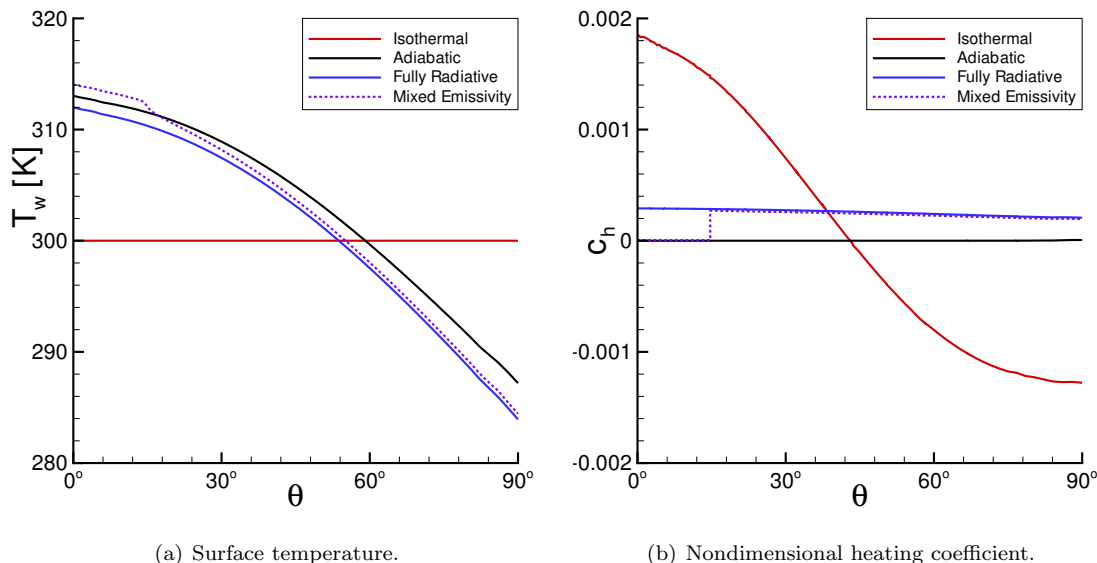 320
310
300
290
280
T_w [K]
0° 30° 60° 90°
θ
Isothermal
Adiabatic
Fully Radiative
Mixed Emissivity
(a) Surface temperature.
0.002
0.001
0
-0.001
-0.002
c_h
0° 30° 60° 90°
θ
Isothermal
Adiabatic
Fully Radiative
Mixed Emissivity
(b) Nondimensional heating coefficient.